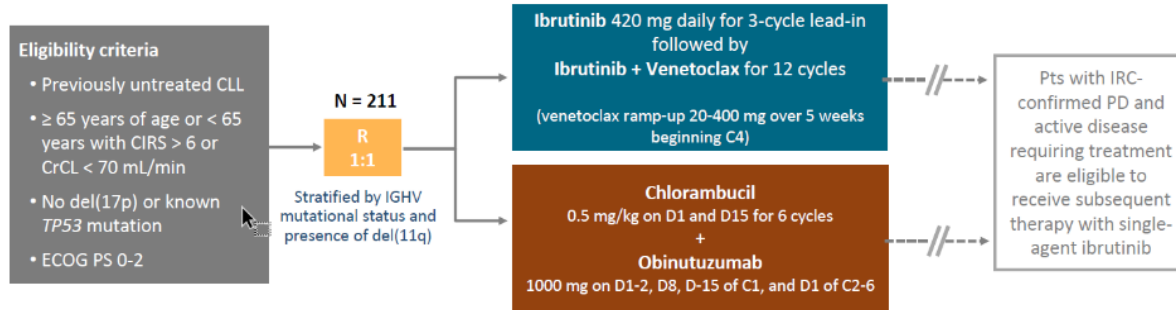 Eligibility criteria
• Previously untreated CLL
• ≥ 65 years of age or < 65
years with CIRS > 6 or
CrCL < 70 mL/min
• No del(17p) or known
TP53 mutation
• ECOG PS 0-2
N = 211
R
1:1
Stratified by IGHV
mutational status and
presence of del(11q)
Ibrutinib 420 mg daily for 3-cycle lead-in
followed by
Ibrutinib + Venetoclax for 12 cycles
(venetoclax ramp-up 20-400 mg over 5 weeks
beginning C4)
Chlorambucil
0.5 mg/kg on D1 and D15 for 6 cycles
+
Obinutuzumab
1000 mg on D1-2, D8, D-15 of C1, and D1 of C2-6
Pts with IRC-
confirmed PD and
active disease
requiring treatment
are eligible to
receive subsequent
therapy with single-
agent ibrutinib